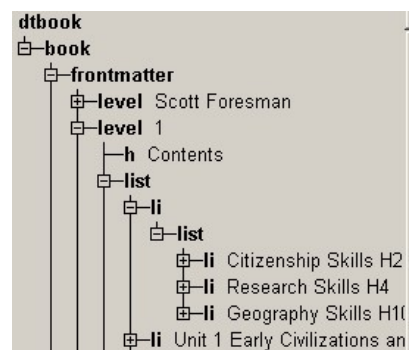 dtbook
book
frontmatter
level Scott Foresman
level 1
h Contents
list
li
list
li Citizenship Skills H2
li Research Skills H4
li Geography Skills
li Unit 1 Early Civilizations